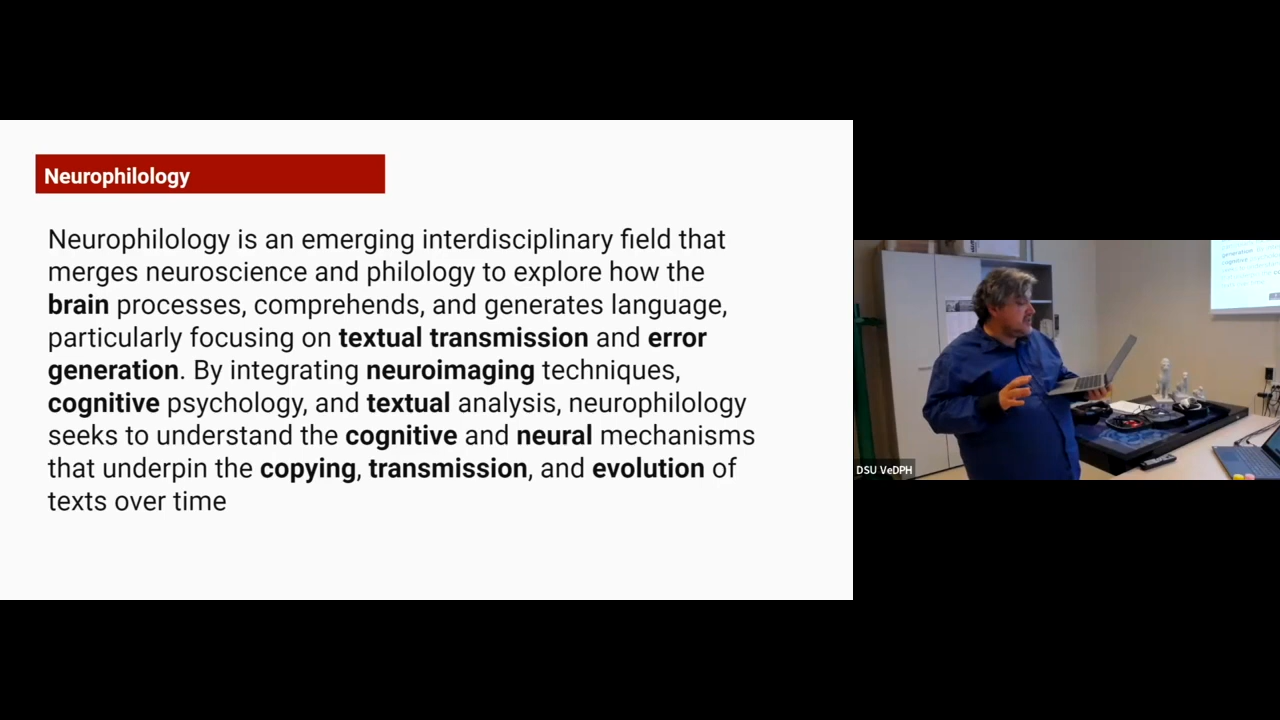 Neurophilology
Neurophilology is an emerging interdisciplinary field that
merges neuroscience and philology to explore how the
brain processes, comprehends, and generates language,
particularly focusing on textual transmission and error
generation. By integrating neuroimaging techniques,
cognitive psychology, and textual analysis, neurophilology
seeks to understand the cognitive and neural mechanisms
that underpin the copying, transmission, and evolution of
texts over time
DSU VeDPH